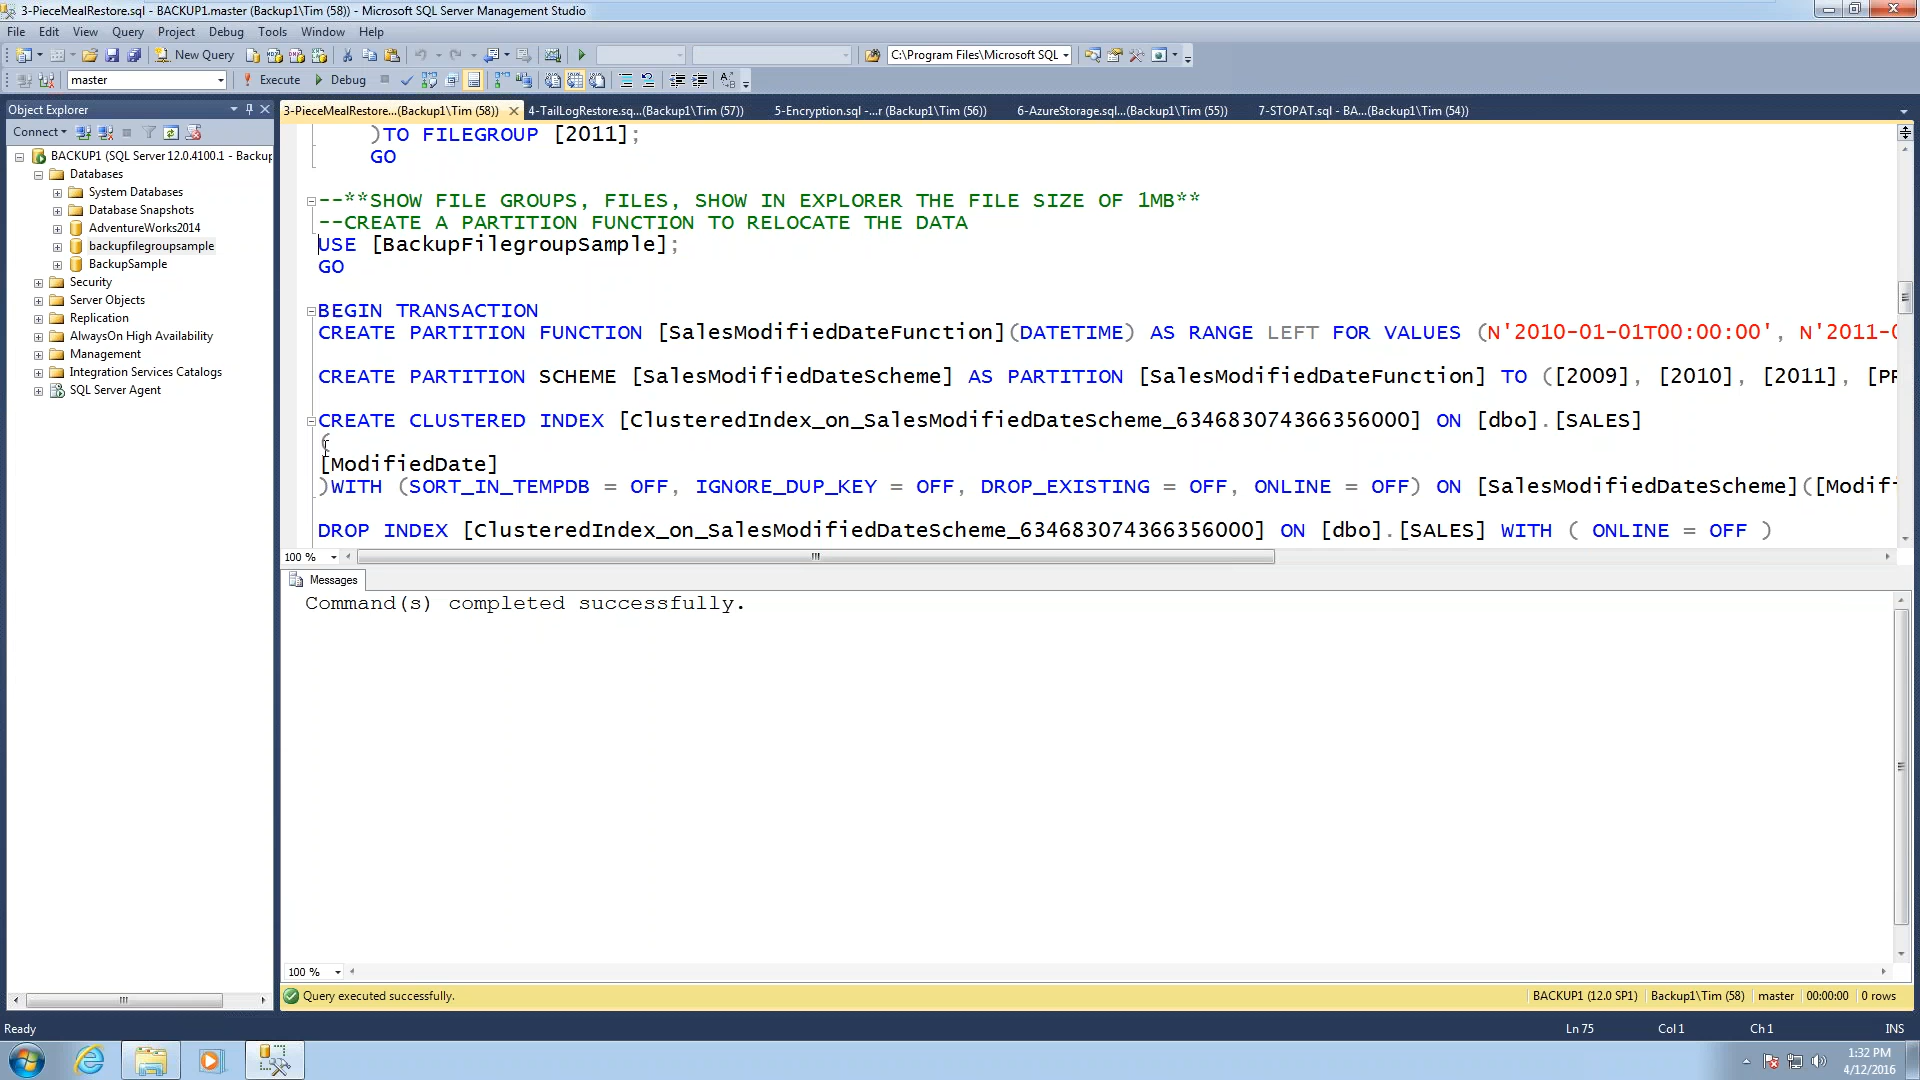 3-PieceMealRestore.sql - BACKUP1.master (Backup1\Tim (58)) - Microsoft SQL Server Management Studio
File Edit View Query Project Debug Tools Window Help
New Query C:\Program Files\Microsoft SQL
master Execute Debug
Object Explorer
3-PieceMealRestore...(Backup1\Tim (58)) 4-TailLogRestore.sq...(Backup1\Tim (57)) 5-Encryption.sql -...r (Backup1\Tim (56)) 6-AzureStorage.sql...(Backup1\Tim (55)) 7-STOPAT.sql - BA...(Backup1\Tim (54))
Connect
BACKUP1 (SQL Server 12.0.4100.1 - Backup
Databases
System Databases
Database Snapshots
AdventureWorks2014
backupfilegroupsample
BackupSample
Security
Server Objects
Replication
AlwaysOn High Availability
Management
Integration Services Catalogs
SQL Server Agent
)TO FILEGROUP [2011];
GO
--**SHOW FILE GROUPS, FILES, SHOW IN EXPLORER THE FILE SIZE OF 1MB**
--CREATE A PARTITION FUNCTION TO RELOCATE THE DATA
USE [BackupFilegroupSample];
GO
BEGIN TRANSACTION
CREATE PARTITION FUNCTION [SalesModifiedDateFunction](DATETIME) AS RANGE LEFT FOR VALUES (N'2010-01-01T00:00:00', N'2011-0
CREATE PARTITION SCHEME [SalesModifiedDateScheme] AS PARTITION [SalesModifiedDateFunction] TO ([2009], [2010], [2011], [PR
CREATE CLUSTERED INDEX [ClusteredIndex_on_SalesModifiedDateScheme_634683074366356000] ON [dbo].[SALES]
(
[ModifiedDate]
)WITH (SORT_IN_TEMPDB = OFF, IGNORE_DUP_KEY = OFF, DROP_EXISTING = OFF, ONLINE = OFF) ON [SalesModifiedDateScheme]([Modif
DROP INDEX [ClusteredIndex_on_SalesModifiedDateScheme_634683074366356000] ON [dbo].[SALES] WITH ( ONLINE = OFF )
100 %
Messages
Command(s) completed successfully.
100 %
Query executed successfully. BACKUP1 (12.0 SP1) Backup1\Tim (58) master 00:00:00 0 rows
Ready Ln 75 Col 1 Ch 1 INS
1:32 PM
4/12/2016